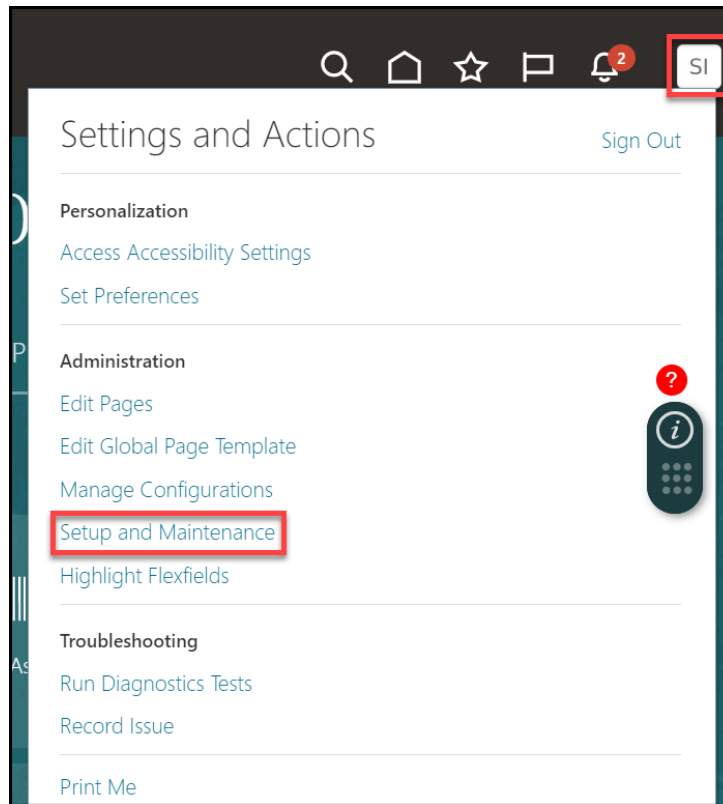 2
SI
Settings and Actions
Sign Out
Personalization
Access Accessibility Settings
Set Preferences
P
Administration
?
Edit Pages
i
Edit Global Page Template
Manage Configurations
Setup and Maintenance
Highlight Flexfields
Troubleshooting
As
Run Diagnostics Tests
Record Issue
Print Me